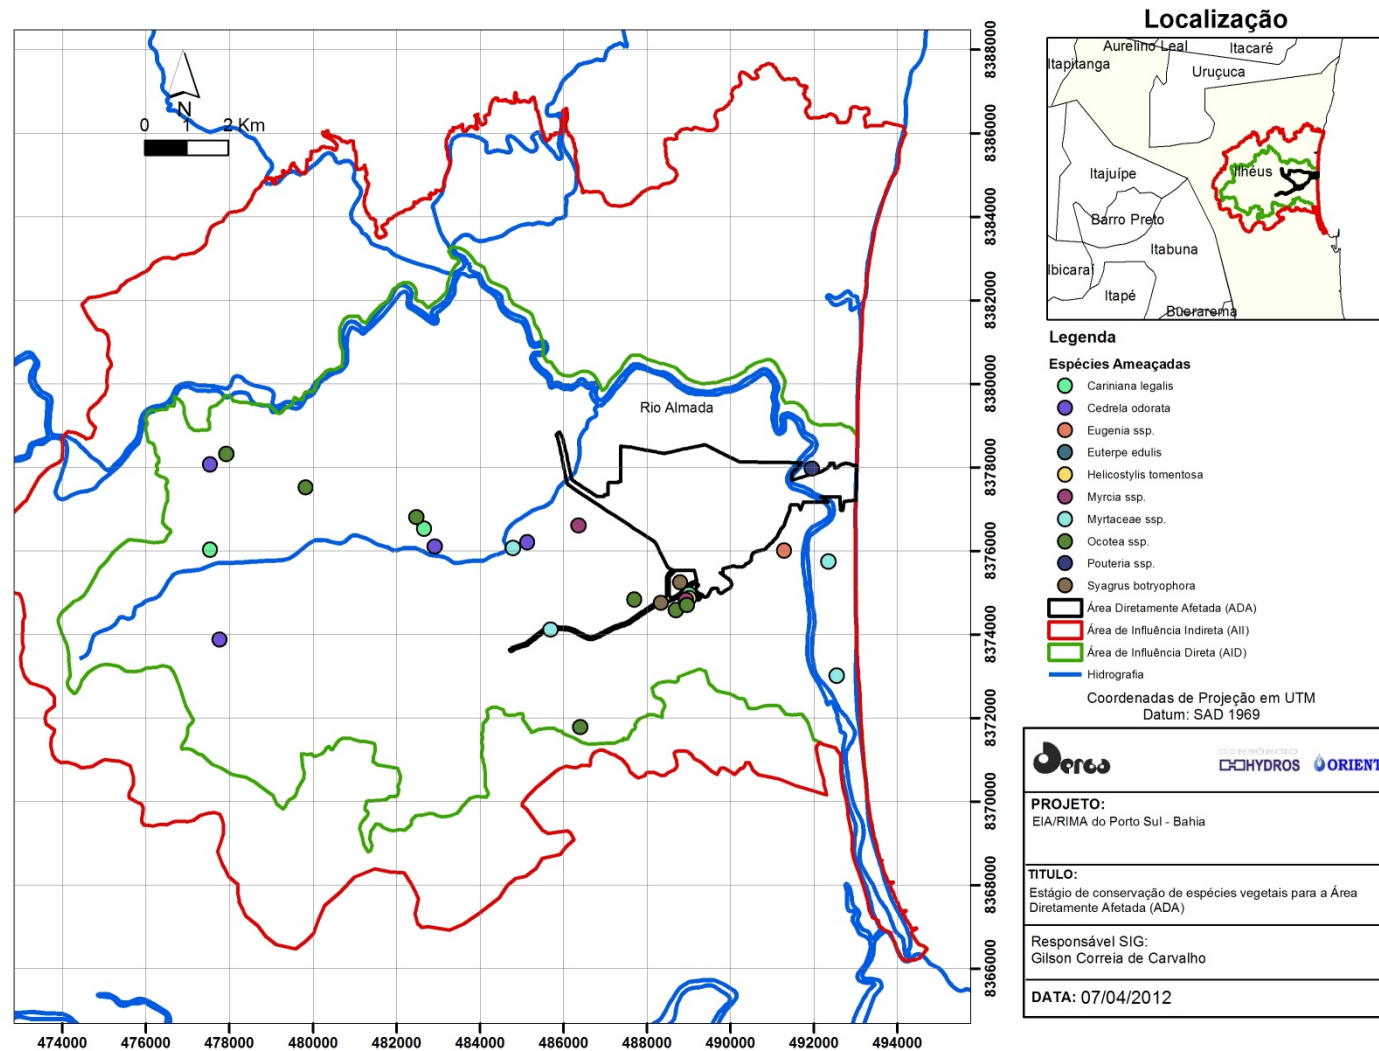 N
0 1 2 Km
Rio Almada
8388000
8386000
8384000
8382000
8380000
8378000
8376000
8374000
8372000
8370000
8368000
8366000
474000 476000 478000 480000 482000 484000 486000 488000 490000 492000 494000
Localização
Aurelino Leal
Itacaré
Itapitanga
Uruçuca
Itajuípe
Ilhéus
Barro Preto
Itabuna
Ibicaraí
Itapé
Buerarema
Legenda
Espécies Ameaçadas
Cariniana legalis
Cedrela odorata
Eugenia ssp.
Euterpe edulis
Helicostylis tomentosa
Myrcia ssp.
Myrtaceae ssp.
Ocotea ssp.
Pouteria ssp.
Syagrus botryophora
Área Diretamente Afetada (ADA)
Área de Influência Indireta (AII)
Área de Influência Direta (AID)
Hidrografia
Coordenadas de Projeção em UTM
Datum: SAD 1969
Derba
CONSÓRCIO
HYDROS ORIENT
PROJETO:
EIA/RIMA do Porto Sul - Bahia
TITULO:
Estágio de conservação de espécies vegetais para a Área
Diretamente Afetada (ADA)
Responsável SIG:
Gilson Correia de Carvalho
DATA: 07/04/2012